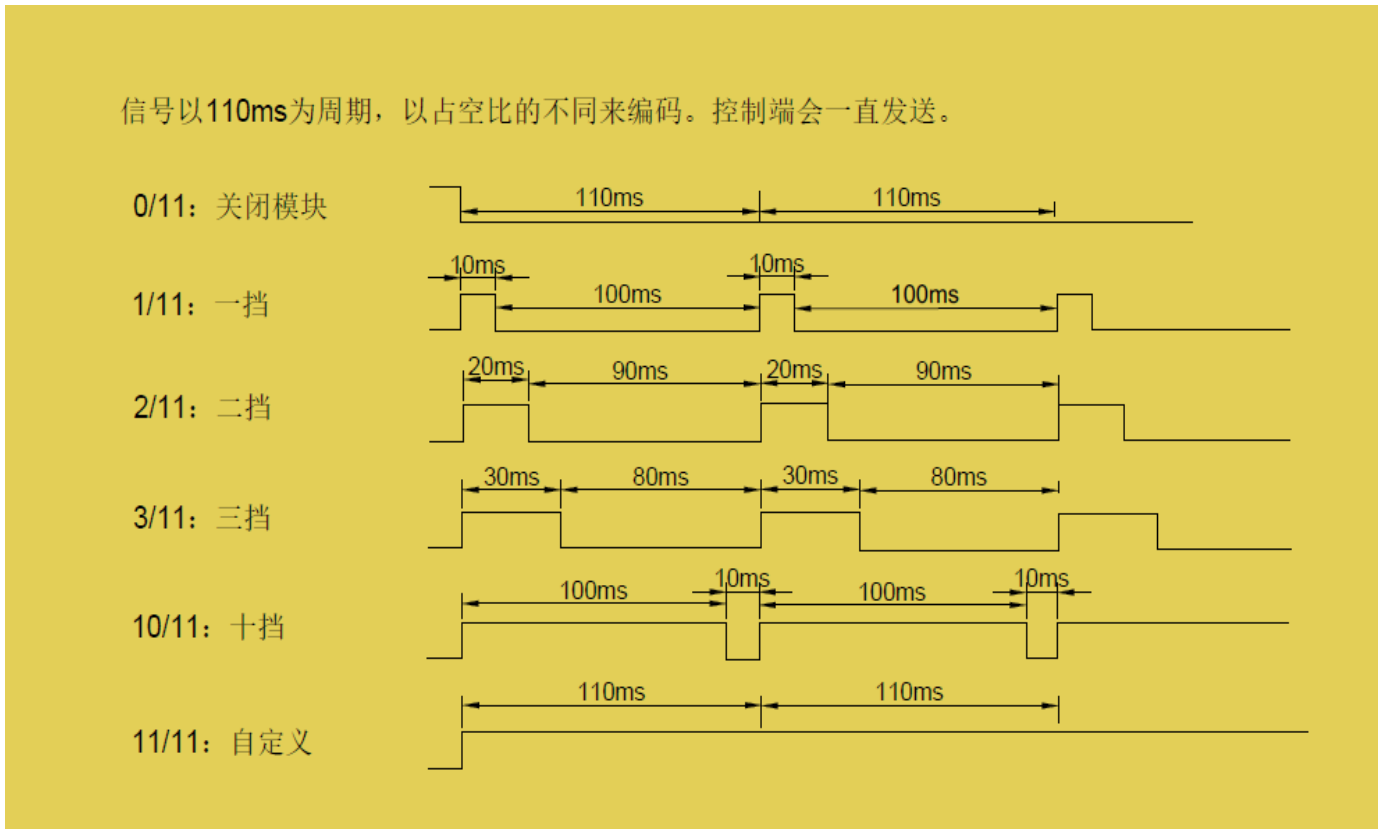 信号以110ms为周期，以占空比的不同来编码。控制端会一直发送。
0/11：关闭模块
110ms 110ms
10ms 10ms
1/11：一挡
100ms 100ms
20ms 90ms 20ms 90ms
2/11：二挡
30ms 80ms 30ms 80ms
3/11：三挡
100ms 10ms 100ms 10ms
10/11：十挡
110ms 110ms
11/11：自定义